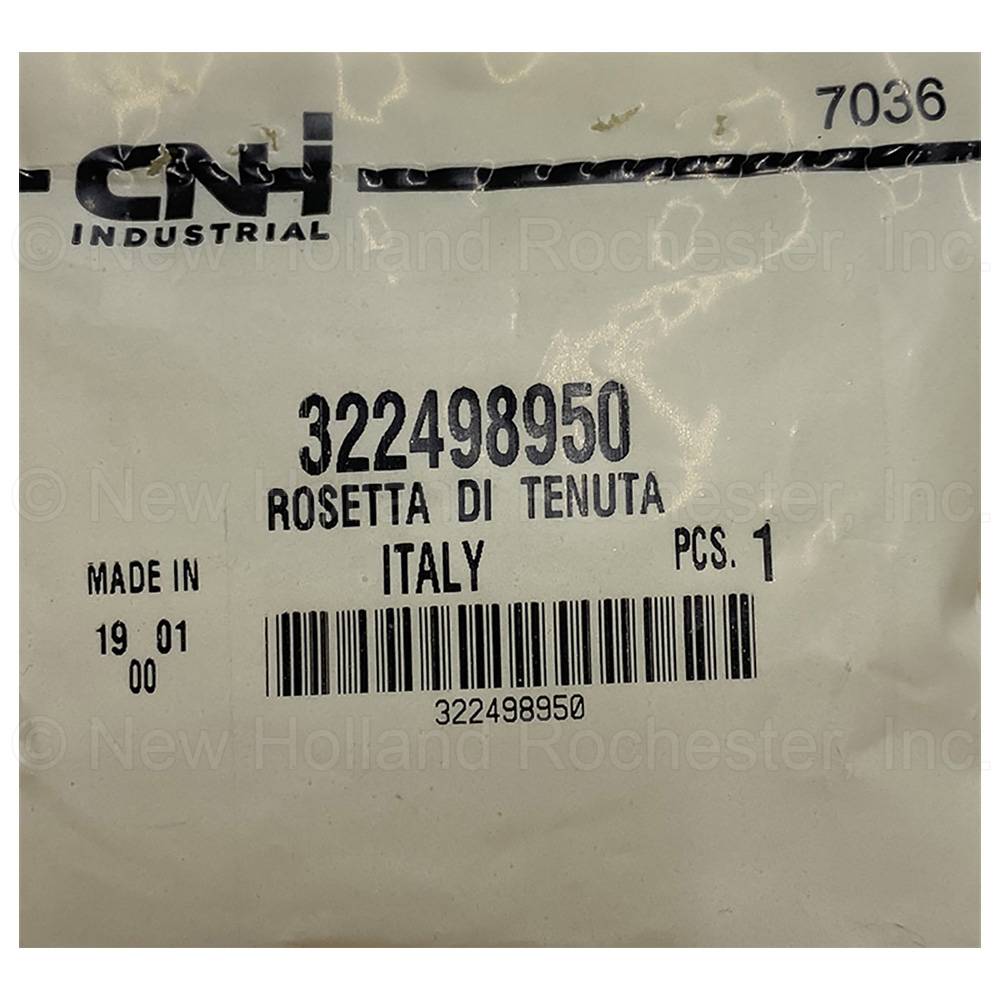 7036
CNH
INDUSTRIAL
© New Holland Rochester, Inc.
322498950
© New Holland Rochester, Inc.
ROSETTA DI TENUTA
ITALY
PCS. 1
MADE IN
19 01
00
322498950
© New Holland Rochester, Inc.